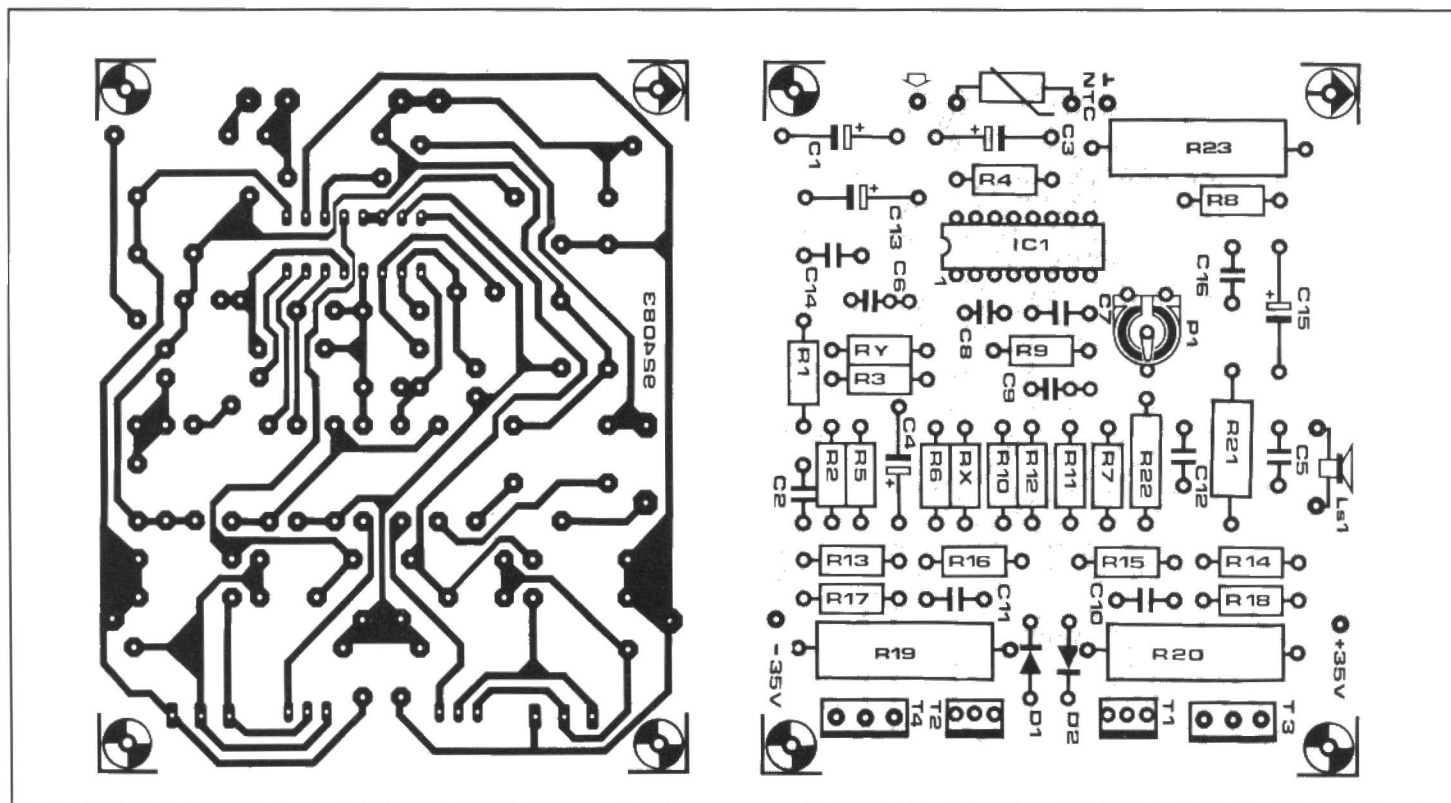 924083
NTC
⊥
C1
C3
R23
R4
R8
C13
IC1
1
C14
C6
C16
C15
C7
P1
C8
R1
RY
R9
R3
C9
C4
R2
R5
R6
RX
R10
R12
R11
R7
R22
C12
R21
C5
C2
Ls1
R13
R16
R15
R14
R17
C11
C10
R18
-35V
R19
R20
+35V
T4
T2
D1
D2
T1
T3